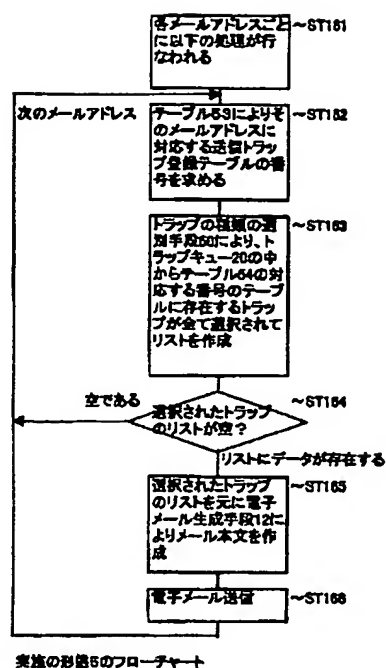 各メールアドレスごと
に以下の処理が行
なわれる
~ST161
次のメールアドレス
テーブル53によりそ
のメールアドレスに
対応する送信トラッ
プ登録テーブルの番
号を求める
~ST162
トラップの種類の選
別手段50により、ト
ラップキュー20の中
からテーブル54の対
応する番号のテーブ
ルに存在するトラッ
プが全て選択されて
リストを作成
~ST163
空である
選択されたトラップ
のリストが空?
~ST164
リストにデータが存在する
選択されたトラップ
のリストを元に電子
メール生成手段12に
よりメール本文を作
成
~ST165
電子メール送信
~ST166
実施の形態5のフローチャート